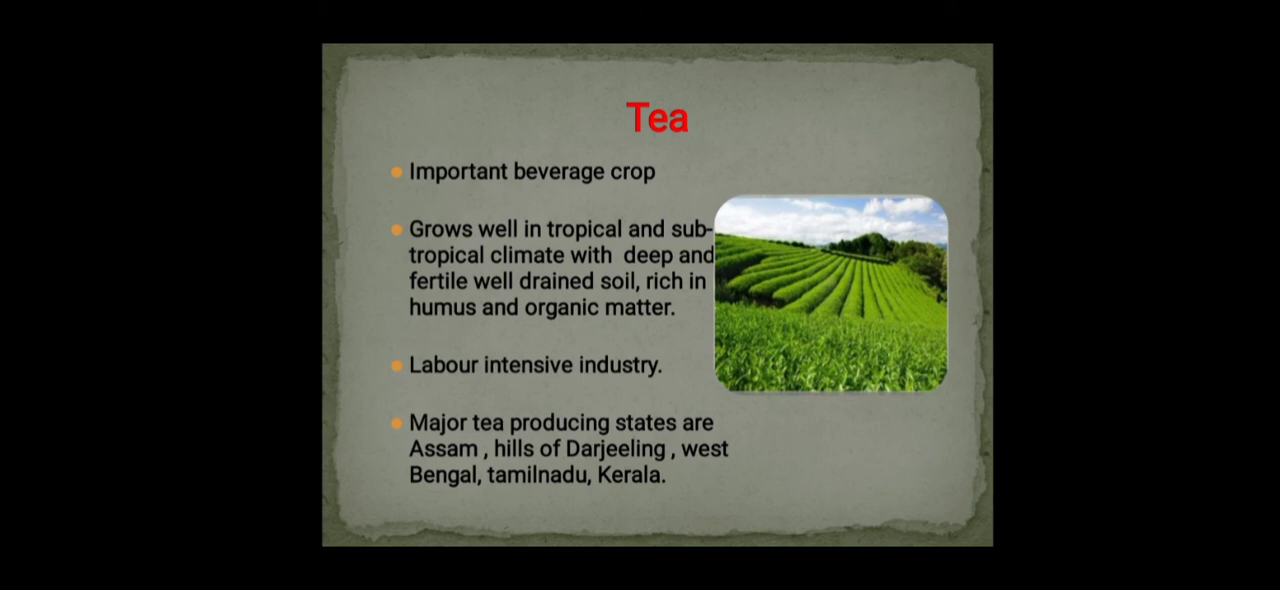 Tea
Important beverage crop
Grows well in tropical and sub-
tropical climate with  deep and
fertile well drained soil, rich in
humus and organic matter.
Labour intensive industry.
Major tea producing states are
Assam , hills of Darjeeling , west
Bengal, tamilnadu, Kerala.